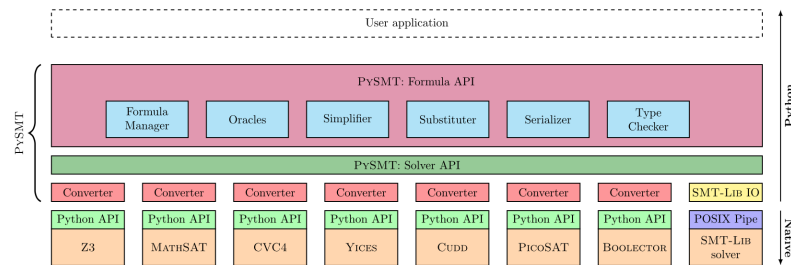 User application
PYSMT: Formula API
Formula
Manager
Oracles
Simplifier
Substituter
Serializer
Type
Checker
PYSMT: Solver API
Converter
Converter
Converter
Converter
Converter
Converter
Converter
SMT-LIB IO
Python API
Python API
Python API
Python API
Python API
Python API
Python API
POSIX Pipe
Z3
MATHSAT
CVC4
YICES
CUDD
PICOSAT
BOOLECTOR
SMT-LIB
solver
PYSMT
Python
Native